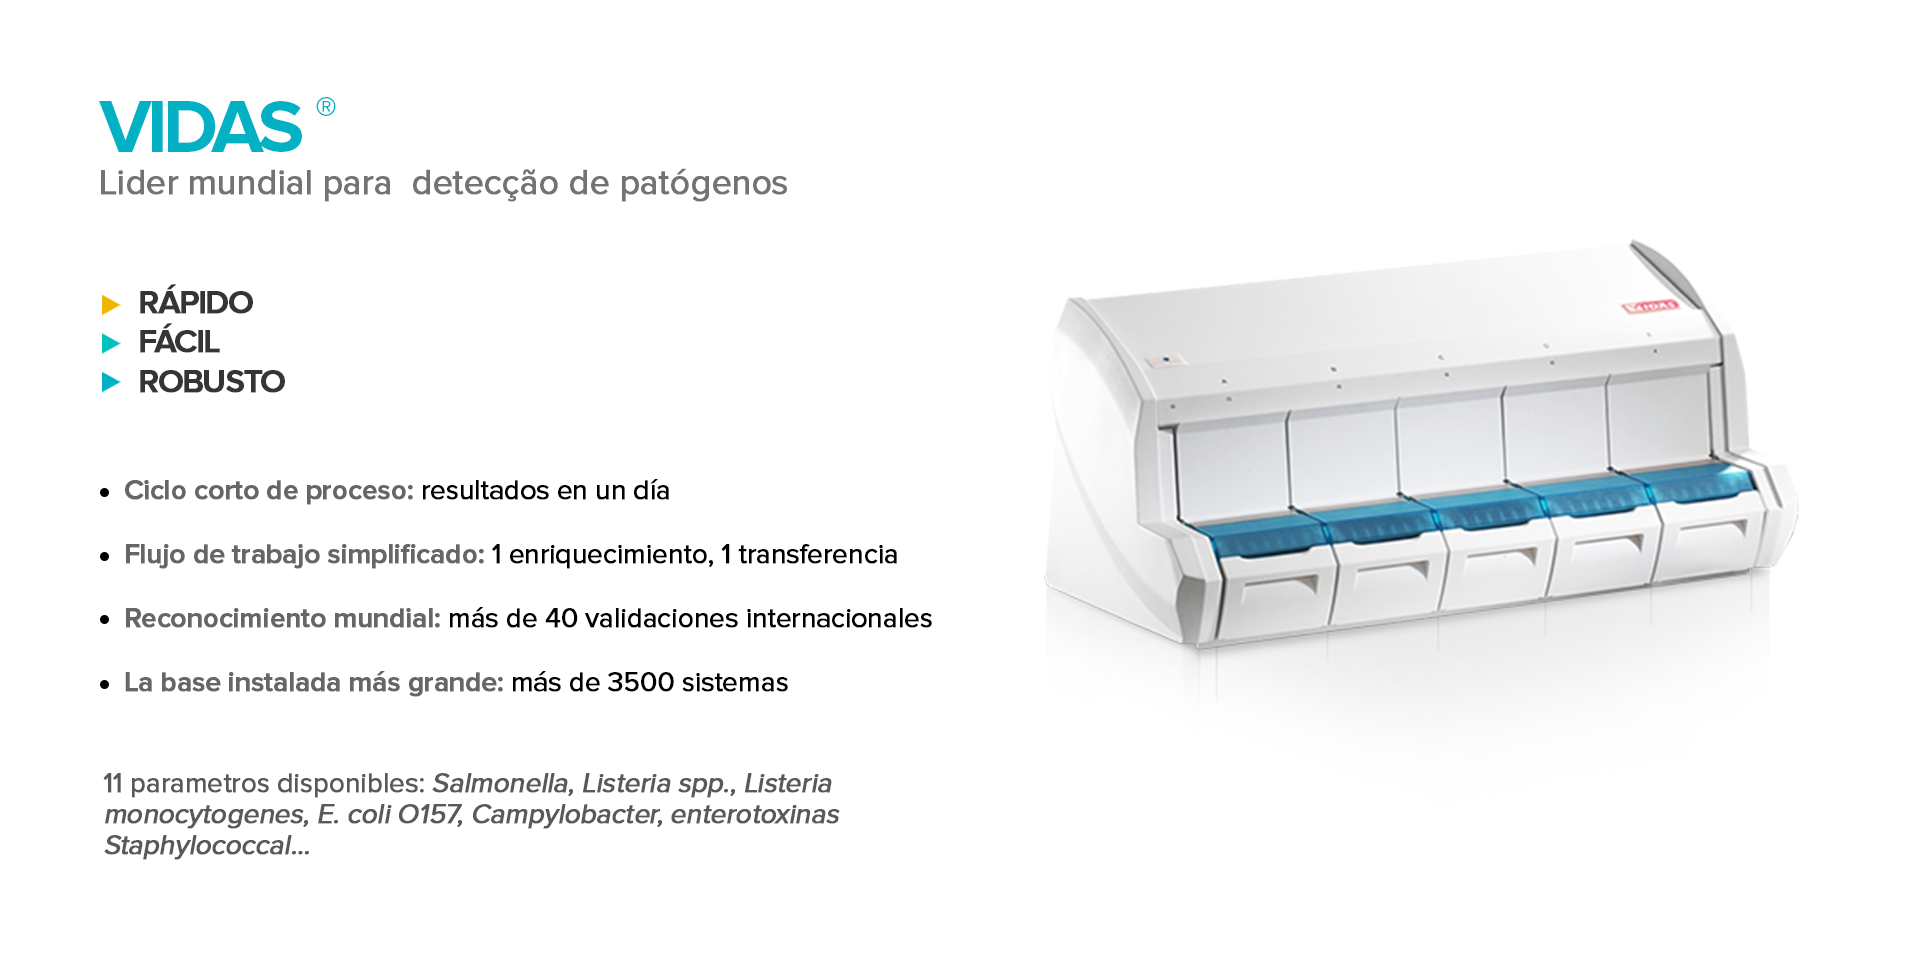 VIDAS ®
Lider mundial para detecção de patógenos
► RÁPIDO
► FÁCIL
► ROBUSTO
• Ciclo corto de proceso: resultados en un día
• Flujo de trabajo simplificado: 1 enriquecimiento, 1 transferencia
• Reconocimiento mundial: más de 40 validaciones internacionales
• La base instalada más grande: más de 3500 sistemas
11 parametros disponibles: Salmonella, Listeria spp., Listeria
monocytogenes, E. coli O157, Campylobacter, enterotoxinas
Staphylococcal...
VIDAS